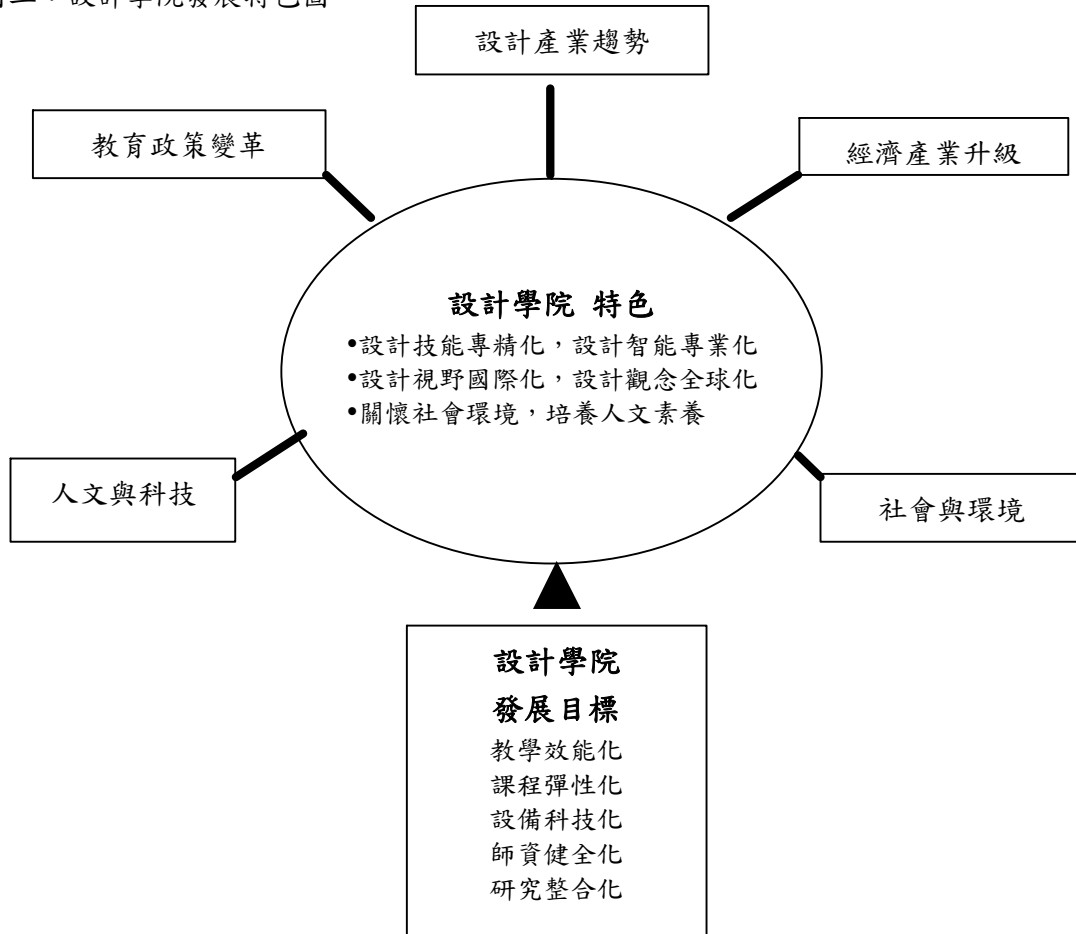 ：設計學院發展特色圖
設計產業趨勢
教育政策變革
經濟產業升級
設計學院 特色
•設計技能專精化，設計智能專業化
•設計視野國際化，設計觀念全球化
•關懷社會環境，培養人文素養
人文與科技
社會與環境
設計學院
發展目標
教學效能化
課程彈性化
設備科技化
師資健全化
研究整合化